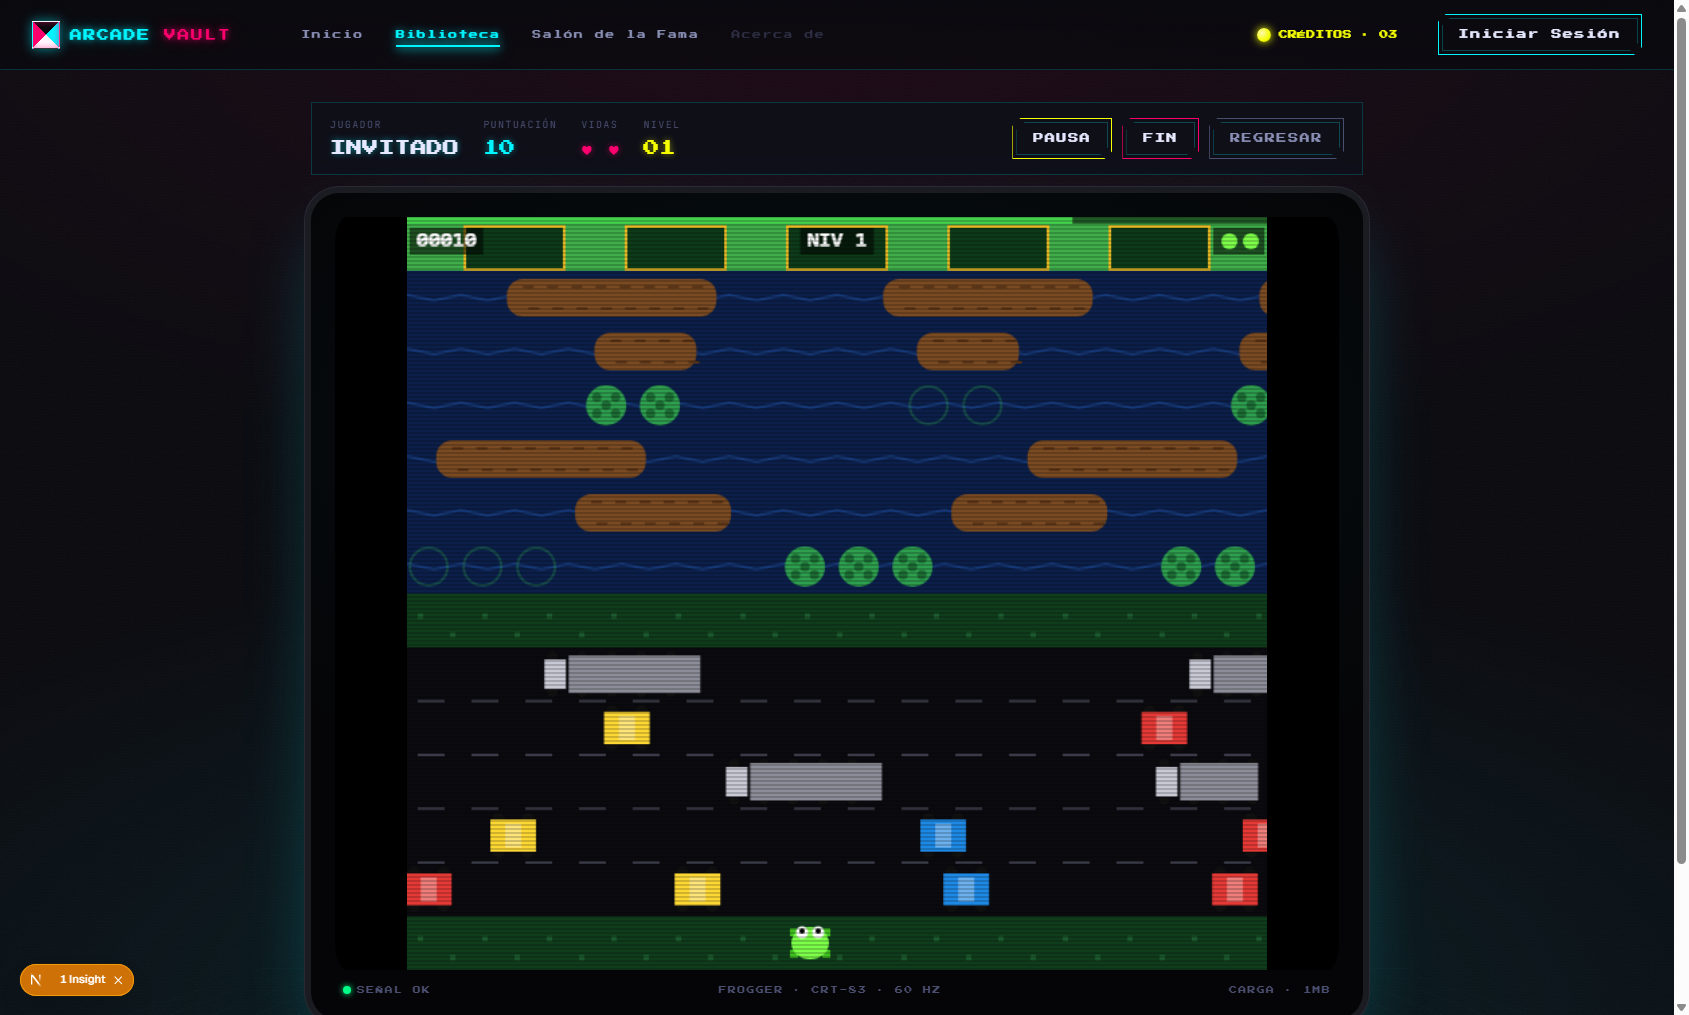 ARCADE VAULT
Inicio
Biblioteca
Salón de la Fama
Acerca de
CRéDITOS · 03
Iniciar Sesión
JUGADOR
INVITADO
PUNTUACIÓN
10
VIDAS
NIVEL
01
PAUSA
FIN
REGRESAR
00010
NIV 1
SEÑAL OK
FROGGER · CRT-83 · 60 HZ
CARGA · 1MB
N
1 Insight